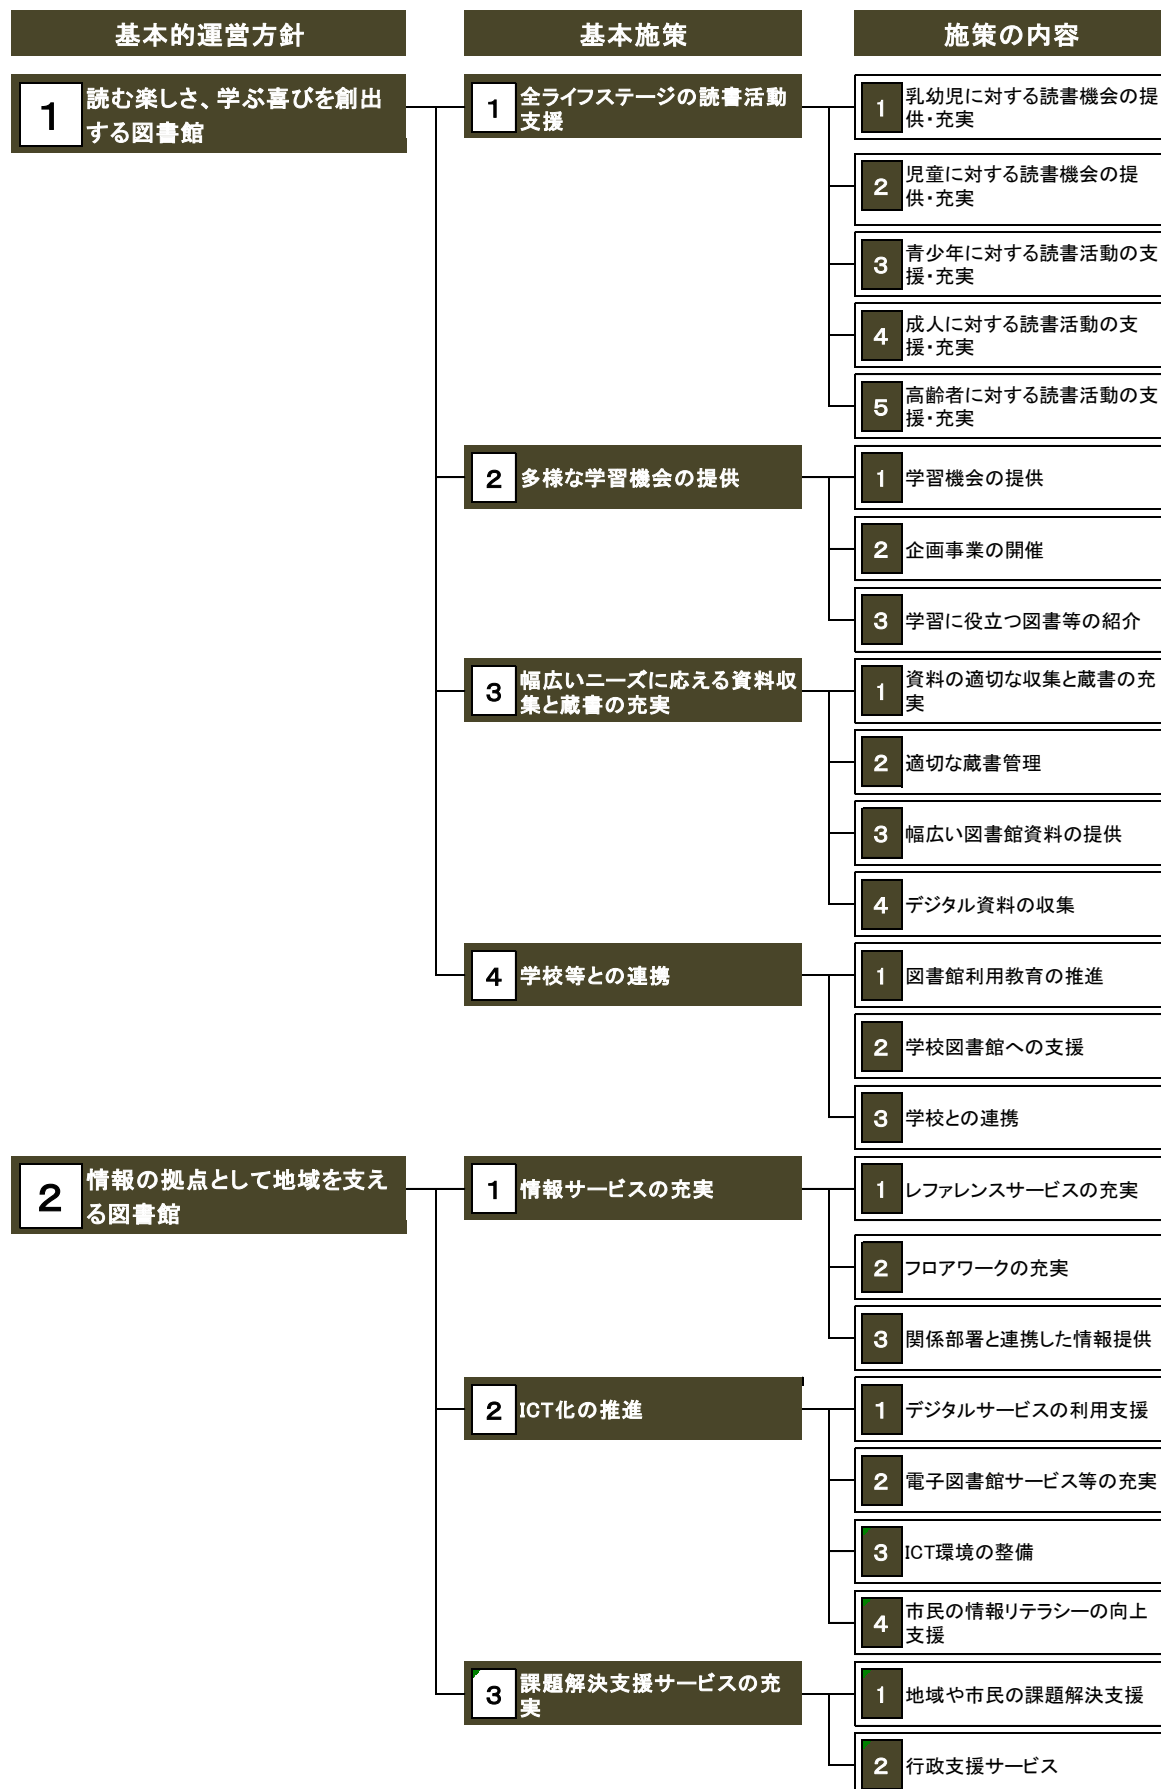 基本的運営方針
基本施策
施策の内容
1
読む楽しさ、学ぶ喜びを創出
する図書館
1
全ライフステージの読書活動
支援
1
乳幼児に対する読書機会の提
供・充実
2
児童に対する読書機会の提
供・充実
3
青少年に対する読書活動の支
援・充実
4
成人に対する読書活動の支
援・充実
5
高齢者に対する読書活動の支
援・充実
2
多様な学習機会の提供
1
学習機会の提供
2
企画事業の開催
3
学習に役立つ図書等の紹介
3
幅広いニーズに応える資料収
集と蔵書の充実
1
資料の適切な収集と蔵書の充
実
2
適切な蔵書管理
3
幅広い図書館資料の提供
4
デジタル資料の収集
4
学校等との連携
1
図書館利用教育の推進
2
学校図書館への支援
3
学校との連携
2
情報の拠点として地域を支え
る図書館
1
情報サービスの充実
1
レファレンスサービスの充実
2
フロアワークの充実
3
関係部署と連携した情報提供
2
ICT化の推進
1
デジタルサービスの利用支援
2
電子図書館サービス等の充実
3
ICT環境の整備
4
市民の情報リテラシーの向上
支援
3
課題解決支援サービスの充
実
1
地域や市民の課題解決支援
2
行政支援サービス